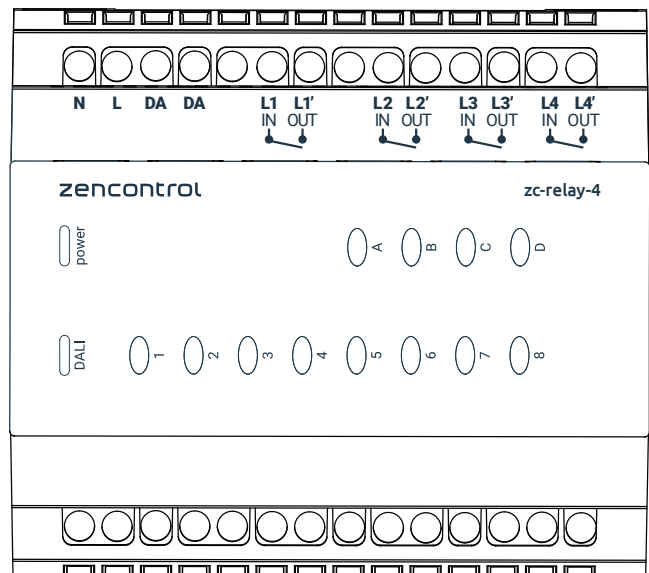 N L DA DA L1 L1' L2 L2' L3 L3' L4 L4'
IN OUT IN OUT IN OUT IN OUT
zencontrol zc-relay-4
power A B C D
DALI 1 2 3 4 5 6 7 8